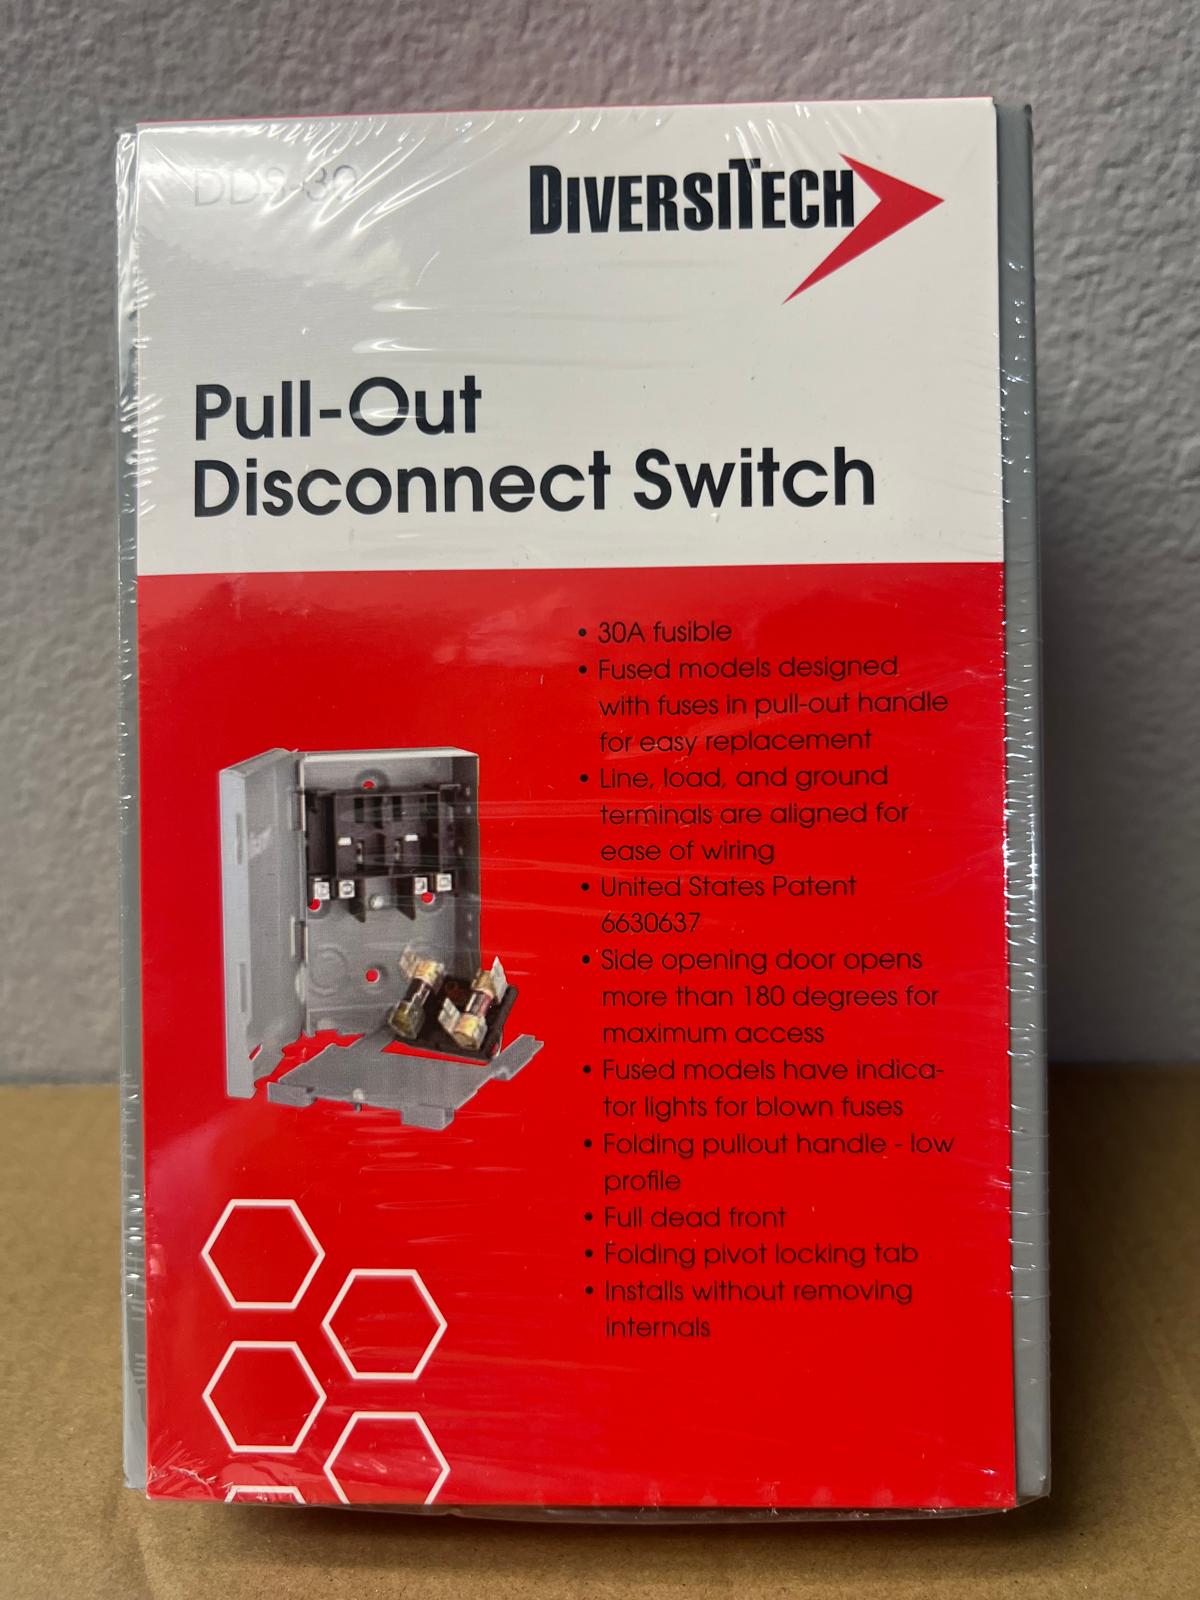 DDS-30
DIVERSITECH
Pull-Out
Disconnect Switch
• 30A fusible
• Fused models designed
with fuses in pull-out handle
for easy replacement
• Line, load, and ground
terminals are aligned for
ease of wiring
• United States Patent
6630637
• Side opening door opens
more than 180 degrees for
maximum access
• Fused models have indica-
tor lights for blown fuses
• Folding pullout handle - low
profile
• Full dead front
• Folding pivot locking tab
• Installs without removing
internals